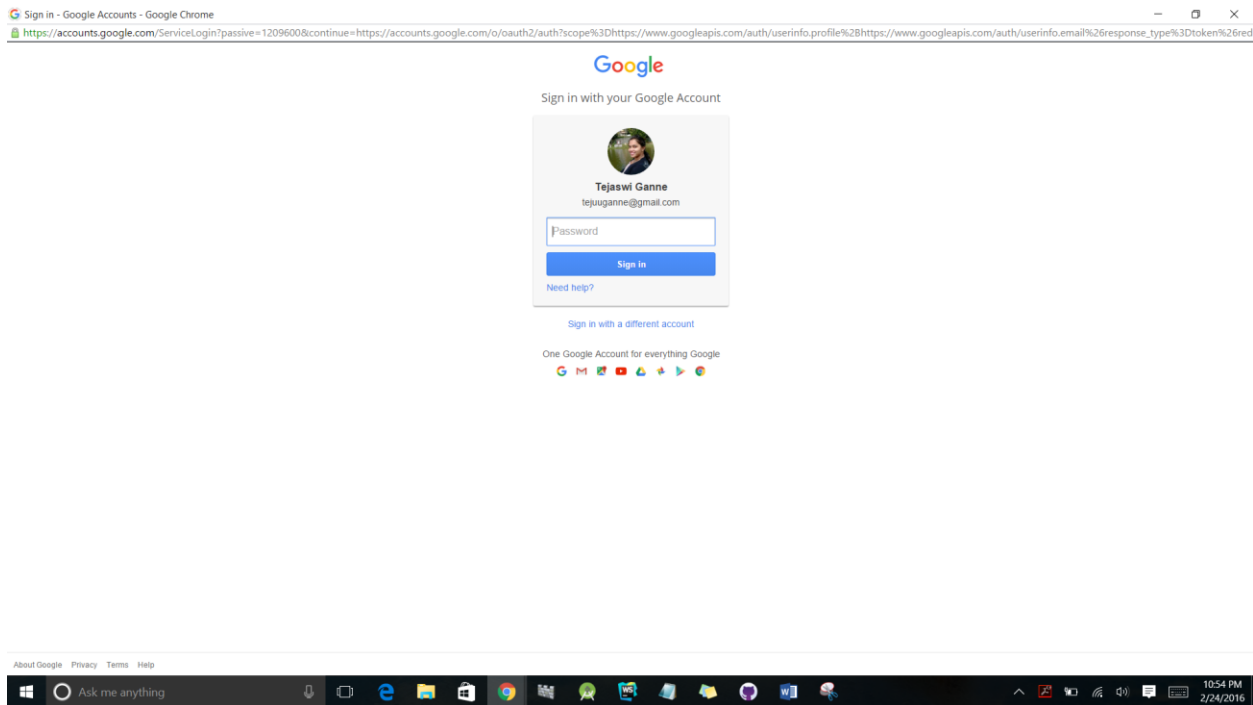 Sign in - Google Accounts - Google Chrome
https://accounts.google.com/ServiceLogin?passive=1209600&continue=https://accounts.google.com/o/oauth2/auth?scope%3Dhttps://www.googleapis.com/auth/userinfo.profile%2Bhttps://www.googleapis.com/auth/userinfo.email%26response_type%3Dtoken%26red
Google
Sign in with your Google Account
Tejaswi Ganne
tejuuganne@gmail.com
Password
Sign in
Need help?
Sign in with a different account
One Google Account for everything Google
About Google Privacy Terms Help
Ask me anything
10:54 PM
2/24/2016